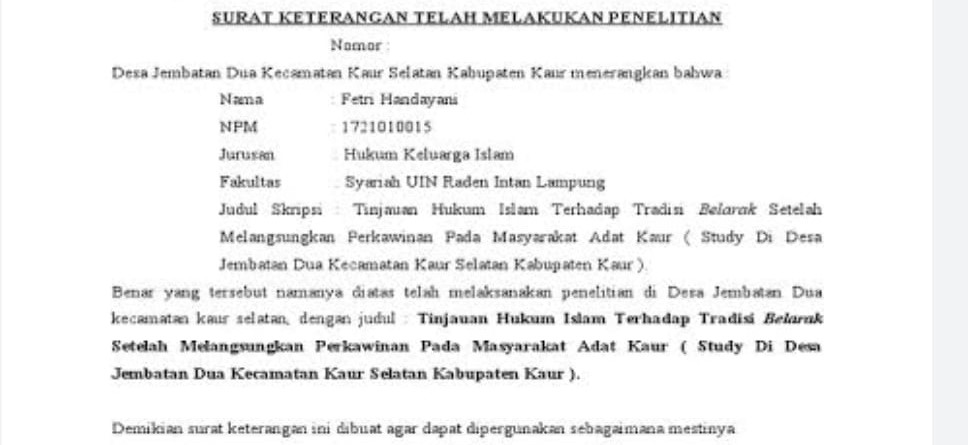 SURAT KETERANGAN TELAH MELAKUKAN PENELITIAN
Nomor :
Desa Jembatan Dua Kecamatan Kaur Selatan Kabupaten Kaur menerangkan bahwa :
Nama : Fetri Handayani
NPM : 1721010015
Jurusan : Hukum Keluarga Islam
Fakultas : Syariah UIN Raden Intan Lampung
Judul Skripsi : Tinjauan Hukum Islam Terhadap Tradisi Belarak Setelah
Melangsungkan Perkawinan Pada Masyarakat Adat Kaur ( Study Di Desa
Jembatan Dua Kecamatan Kaur Selatan Kabupaten Kaur ).
Benar yang tersebut namanya diatas telah melaksanakan penelitian di Desa Jembatan Dua
kecamatan kaur selatan, dengan judul : Tinjauan Hukum Islam Terhadap Tradisi Belarak
Setelah Melangsungkan Perkawinan Pada Masyarakat Adat Kaur ( Study Di Desa
Jembatan Dua Kecamatan Kaur Selatan Kabupaten Kaur ).
Demikian surat keterangan ini dibuat agar dapat dipergunakan sebagaimana mestinya.